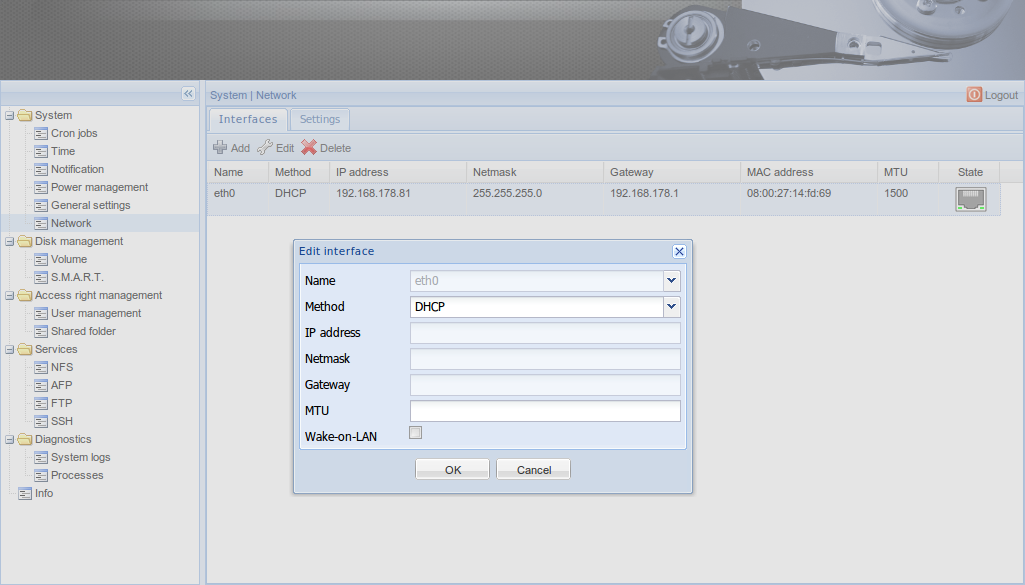 System | Network
Logout
System
Cron jobs
Time
Notification
Power management
General settings
Network
Disk management
Volume
S.M.A.R.T.
Access right management
User management
Shared folder
Services
NFS
AFP
FTP
SSH
Diagnostics
System logs
Processes
Info
Interfaces Settings
Add Edit Delete
Name Method IP address Netmask Gateway MAC address MTU State
eth0 DHCP 192.168.178.81 255.255.255.0 192.168.178.1 08:00:27:14:fd:69 1500
Edit interface
Name eth0
Method DHCP
IP address
Netmask
Gateway
MTU
Wake-on-LAN
OK Cancel